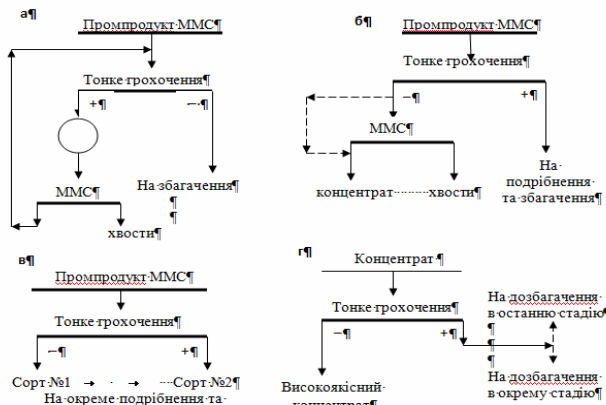 а¶
Промпродукт·ММС¶
Тонке·грохочення¶
+¶
–·¶
ММС¶
На·збагачення¶
¶
¶
хвости¶
б¶
Промпродукт·ММС¶
Тонке·грохочення¶
–¶
+¶
ММС¶
концентрат·········хвости¶
На·
подрібнення·
та·збагачення¶
в¶
Промпродукт·ММС¶
Тонке·грохочення¶
–¶
+¶
Сорт·№1 → · → ···Сорт·№2¶
На·окреме·подрібнення·та·
г¶
Концентрат·¶
Тонке·грохочення¶
–¶
+¶
На·дозбагачення·
в·останню·стадію¶
¶
¶
¶
На·дозбагачення·
в·окрему·стадію¶
Високоякісний·
концентрат¶